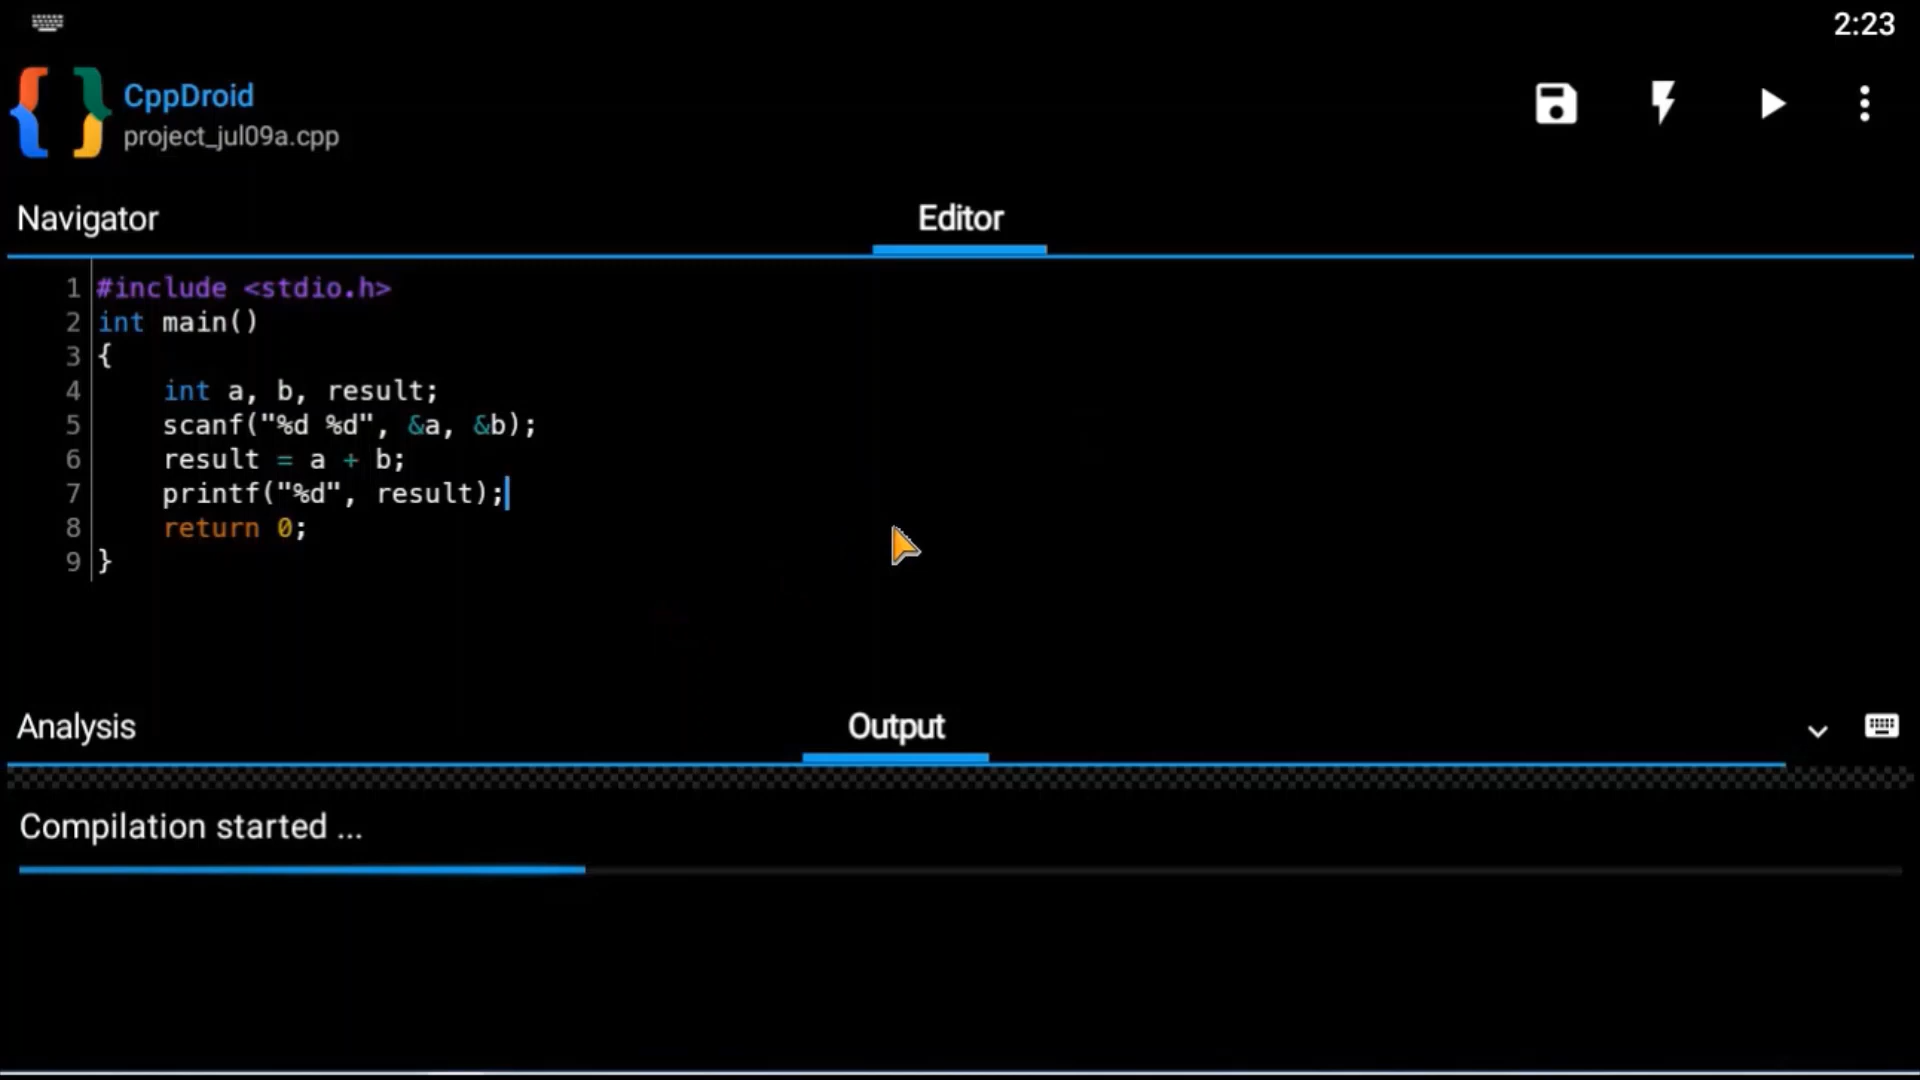 2:23
CppDroid
project_jul09a.cpp
Navigator
Editor
1 #include <stdio.h>
2 int main()
3 {
4     int a, b, result;
5     scanf("%d %d", &a, &b);
6     result = a + b;
7     printf("%d", result);
8     return 0;
9 }
Analysis
Output
Compilation started ...